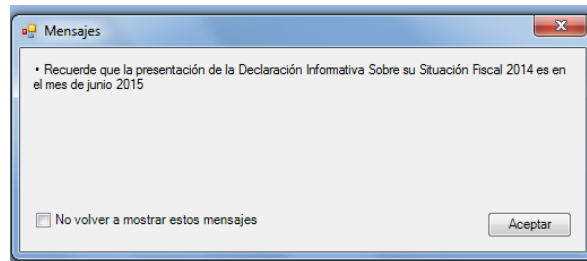 Mensajes
• Recuerde que la presentación de la Declaración Informativa Sobre su Situación Fiscal 2014 es en
el mes de junio 2015
No volver a mostrar estos mensajes
Aceptar